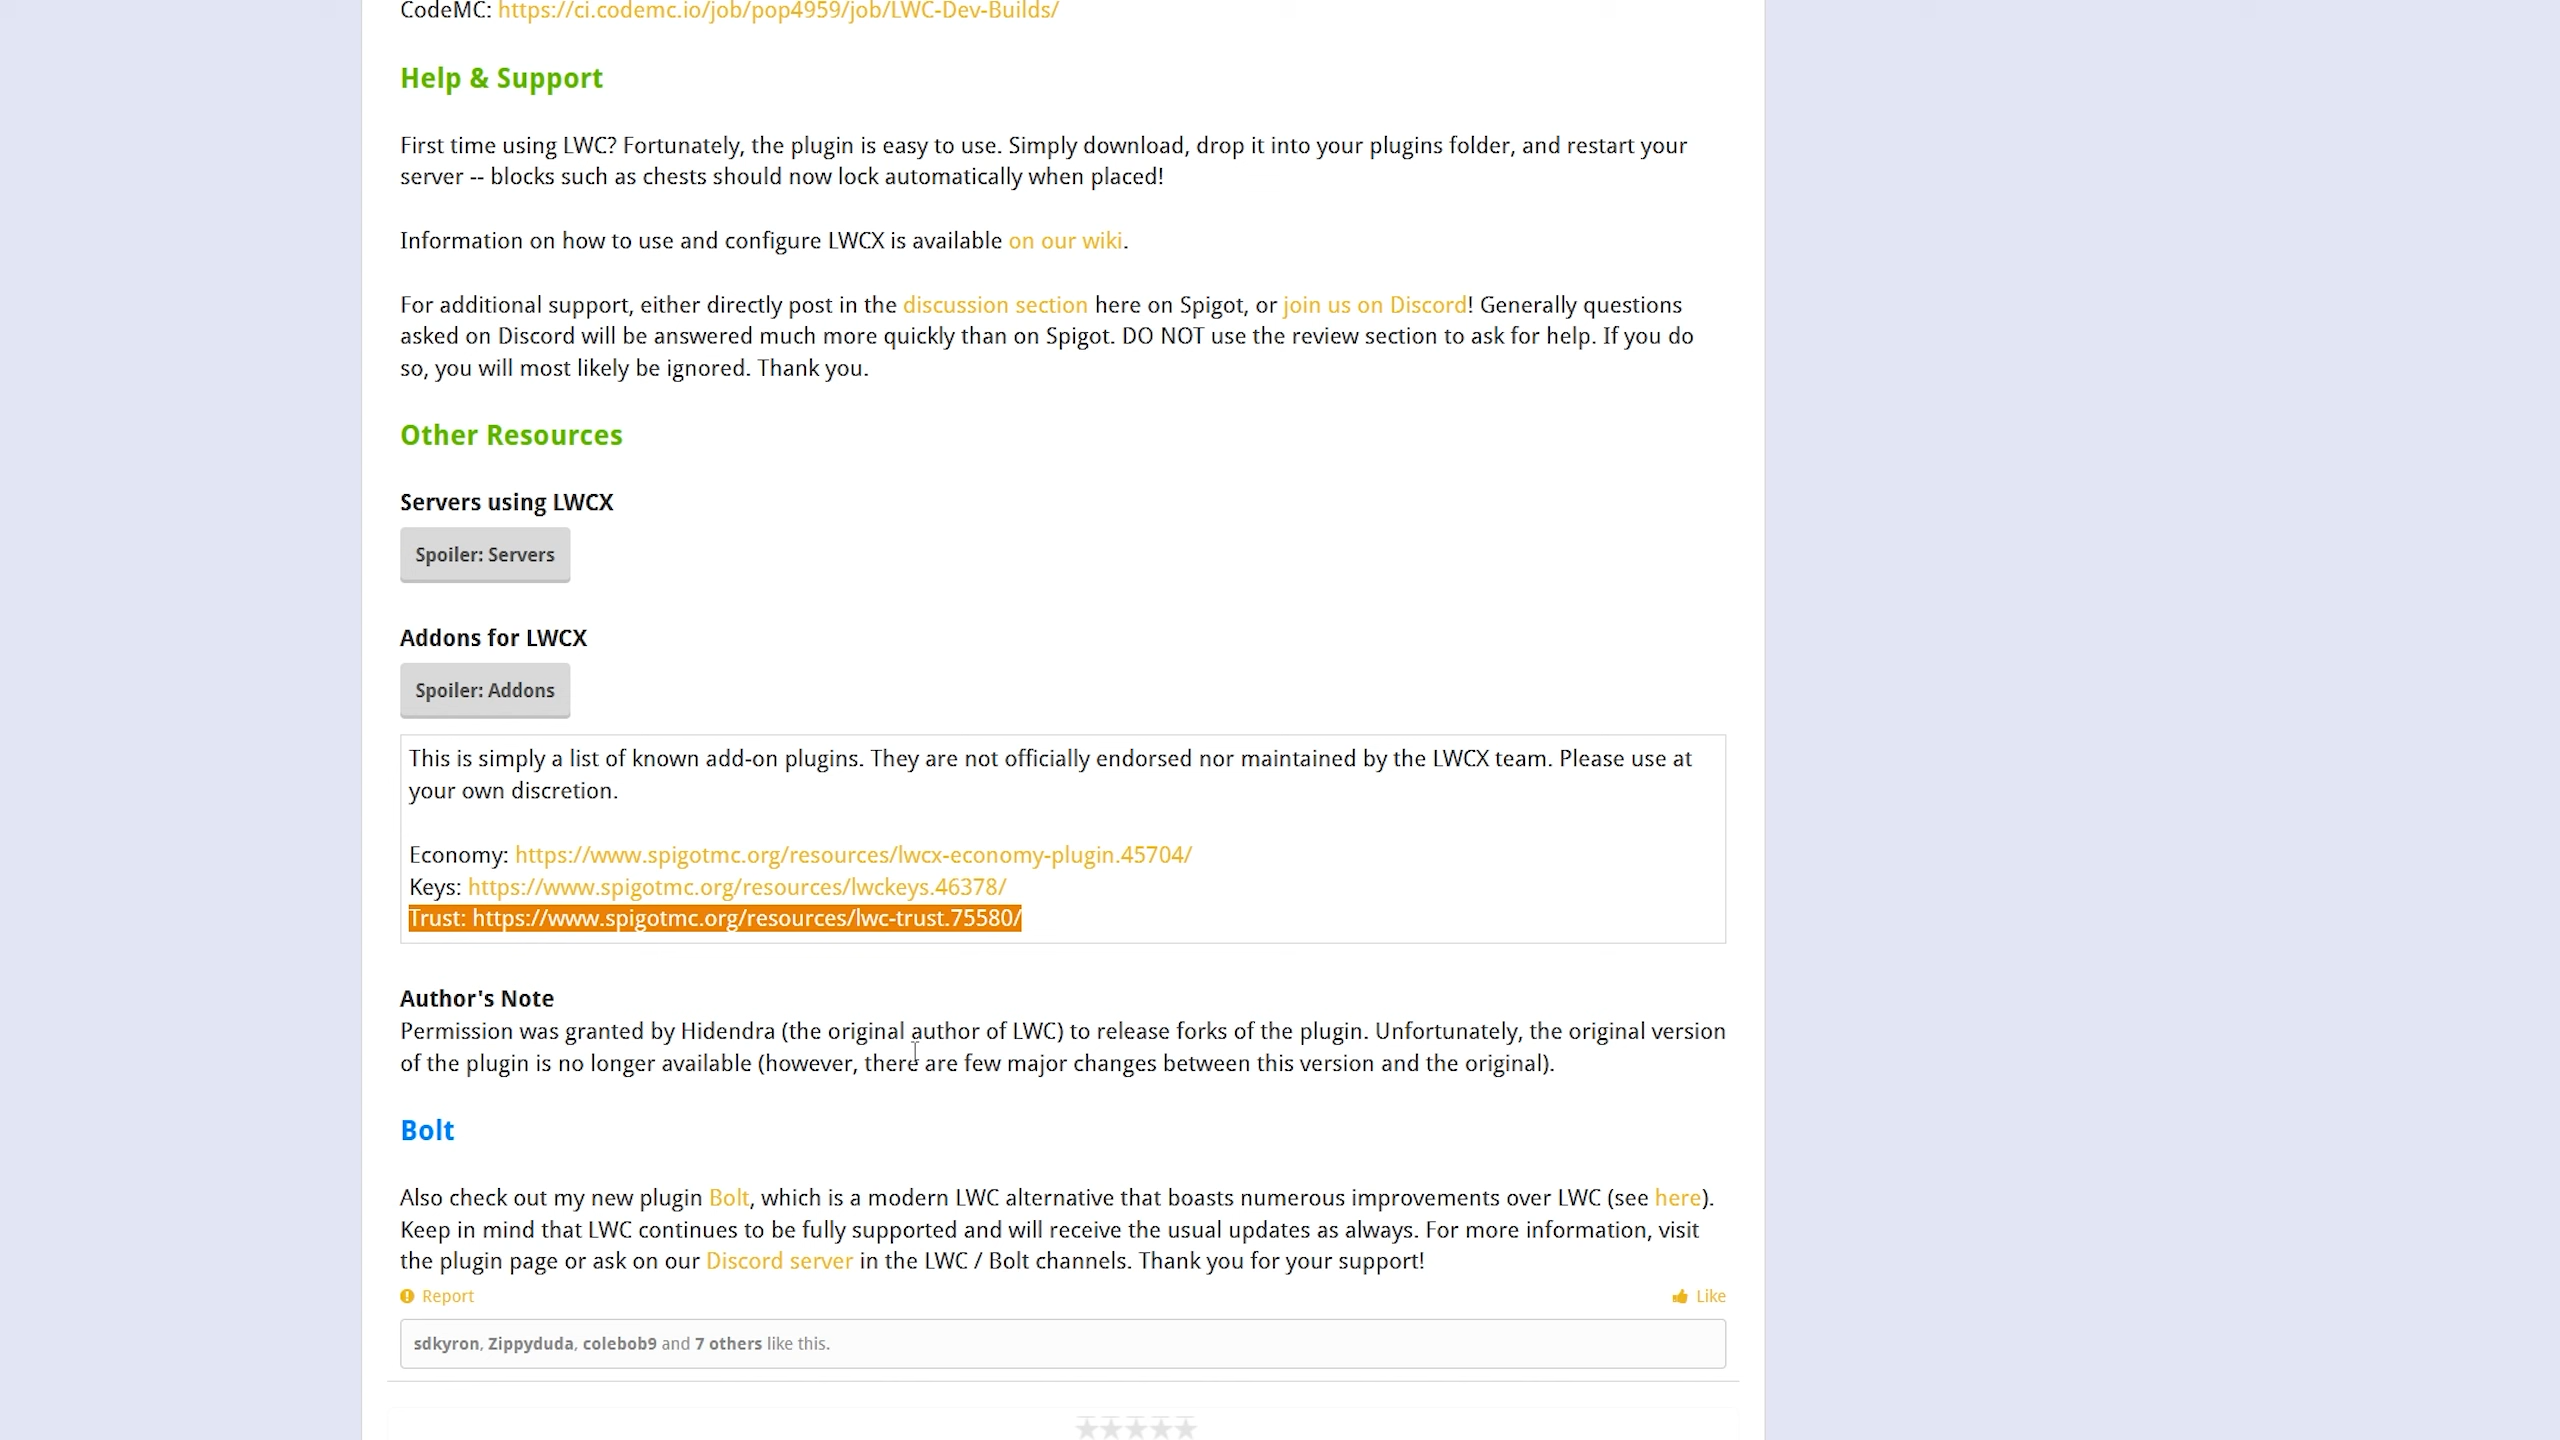 CodeMC: https://ci.codemc.io/job/pop4959/job/LWC-Dev-Builds/
Help & Support
First time using LWC? Fortunately, the plugin is easy to use. Simply download, drop it into your plugins folder, and restart your
server -- blocks such as chests should now lock automatically when placed!
Information on how to use and configure LWCX is available on our wiki.
For additional support, either directly post in the discussion section here on Spigot, or join us on Discord! Generally questions
asked on Discord will be answered much more quickly than on Spigot. DO NOT use the review section to ask for help. If you do
so, you will most likely be ignored. Thank you.
Other Resources
Servers using LWCX
Spoiler: Servers
Addons for LWCX
Spoiler: Addons
This is simply a list of known add-on plugins. They are not officially endorsed nor maintained by the LWCX team. Please use at
your own discretion.
Economy: https://www.spigotmc.org/resources/lwcx-economy-plugin.45704/
Keys: https://www.spigotmc.org/resources/lwckeys.46378/
Trust: https://www.spigotmc.org/resources/lwc-trust.75580/
Author's Note
Permission was granted by Hidendra (the original author of LWC) to release forks of the plugin. Unfortunately, the original version
of the plugin is no longer available (however, there are few major changes between this version and the original).
Bolt
Also check out my new plugin Bolt, which is a modern LWC alternative that boasts numerous improvements over LWC (see here).
Keep in mind that LWC continues to be fully supported and will receive the usual updates as always. For more information, visit
the plugin page or ask on our Discord server in the LWC / Bolt channels. Thank you for your support!
Report
Like
sdkyron, Zippyduda, colebob9 and 7 others like this.